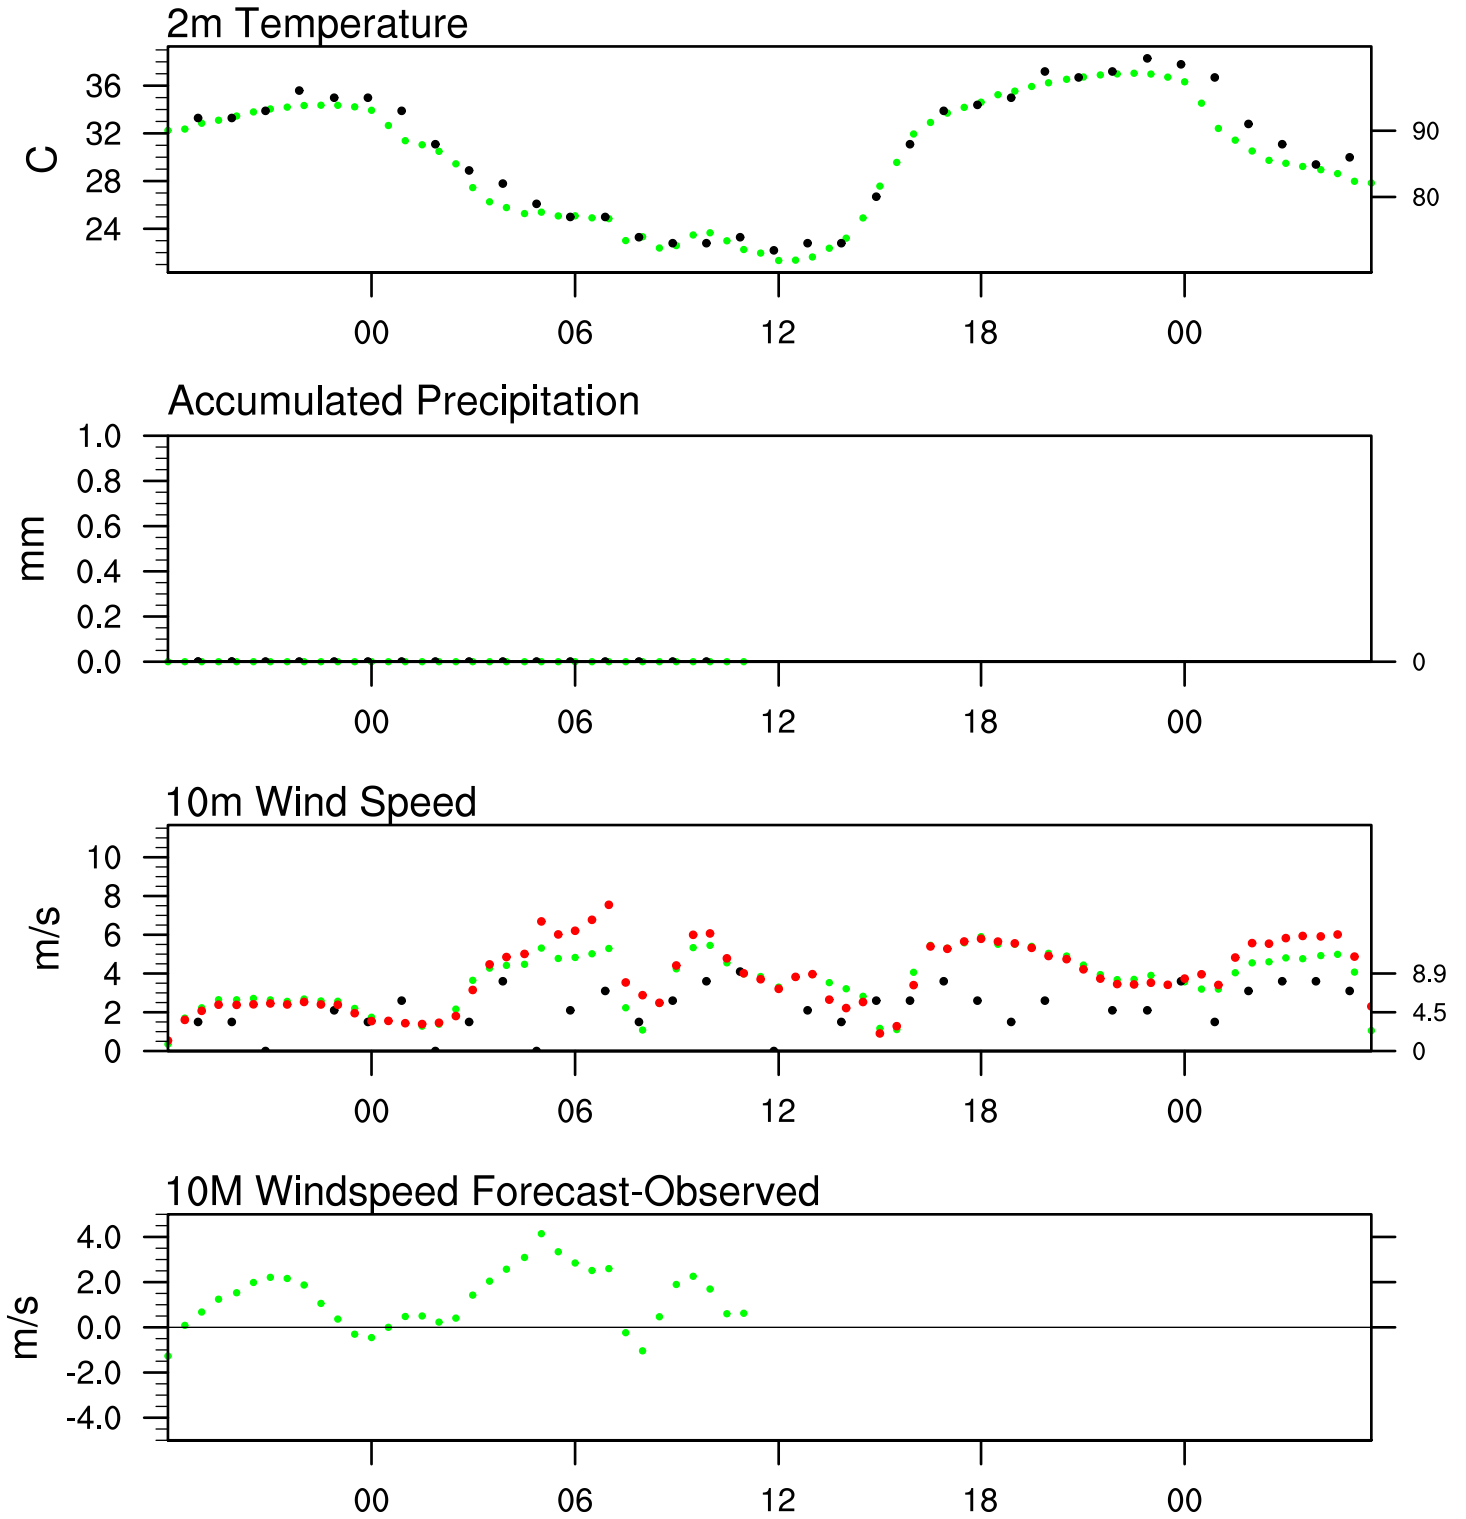 2m Temperature
C
36
32
28
24
90
80
00 06 12 18 00
Accumulated Precipitation
mm
1.0
0.8
0.6
0.4
0.2
0.0
0
00 06 12 18 00
10m Wind Speed
m/s
10
8
6
4
2
0
8.9
4.5
0
00 06 12 18 00
10M Windspeed Forecast-Observed
m/s
4.0
2.0
0.0
-2.0
-4.0
00 06 12 18 00